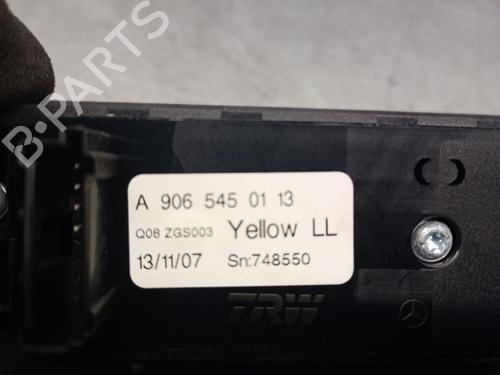 B-PARTS
A 906 545 01 13
Q08 ZGS003 Yellow LL
13/11/07 Sn:748550
TRW